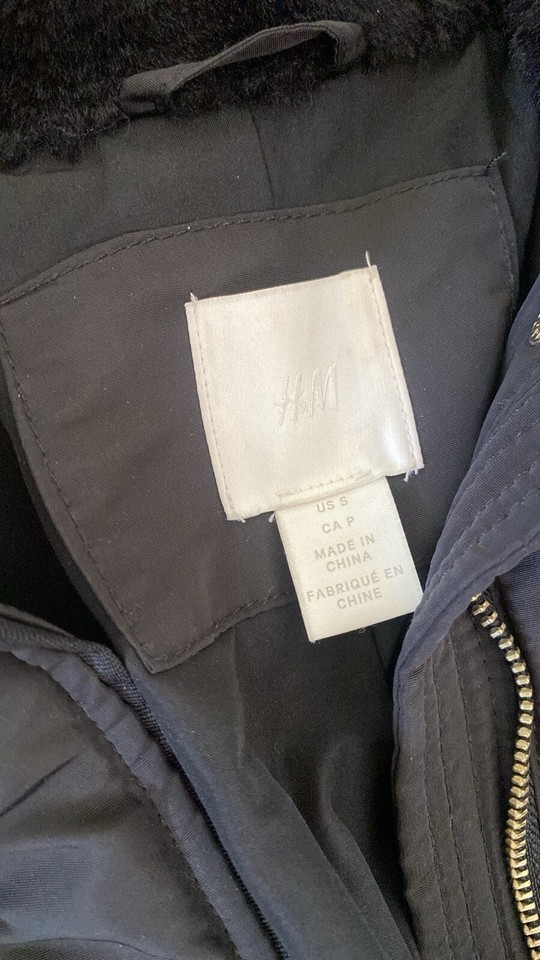 H&M
US S
CA P
MADE IN
CHINA
FABRIQUÉ EN
CHINE